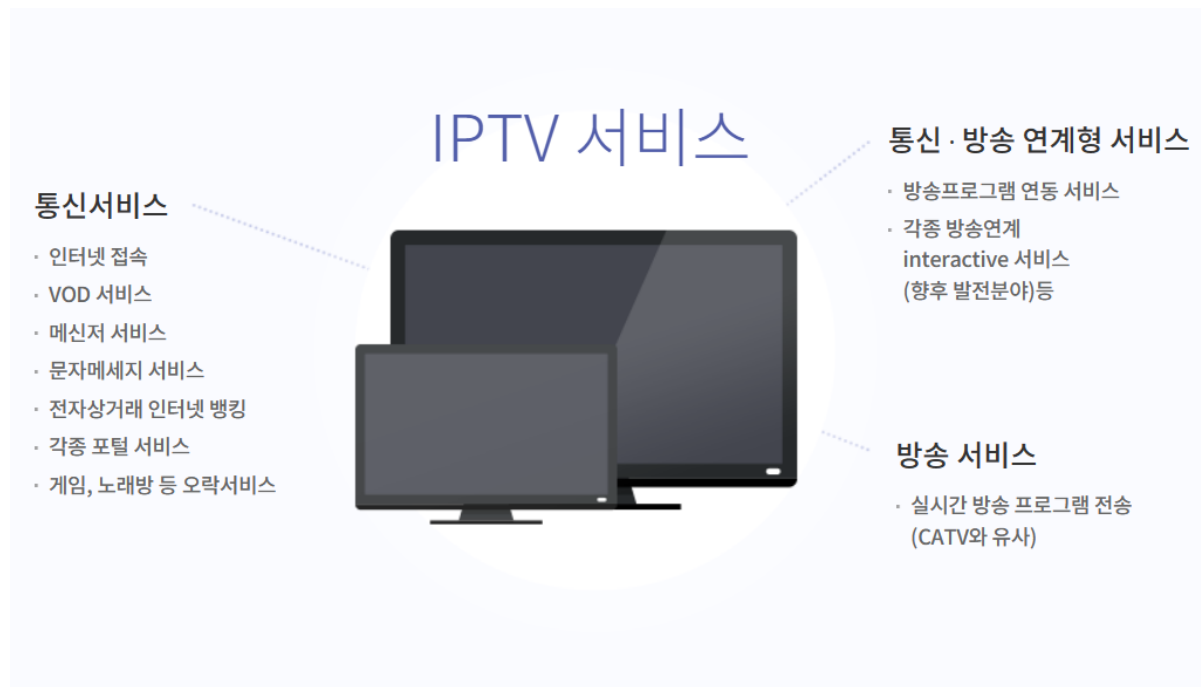 IPTV 서비스
통신서비스
· 인터넷 접속
· VOD 서비스
· 메신저 서비스
· 문자메세지 서비스
· 전자상거래 인터넷 뱅킹
· 각종 포털 서비스
· 게임, 노래방 등 오락서비스
통신 · 방송 연계형 서비스
· 방송프로그램 연동 서비스
· 각종 방송연계
interactive 서비스
(향후 발전분야)등
방송 서비스
· 실시간 방송 프로그램 전송
(CATV와 유사)